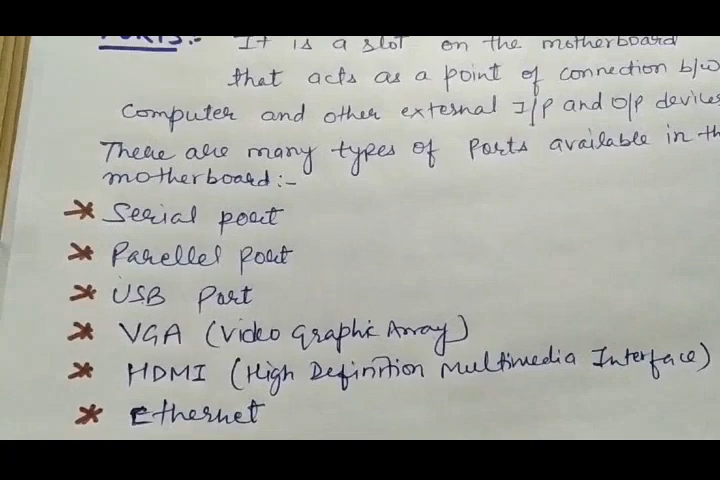 PORTS:- It is a slot on the motherboard
that acts as a point of connection b/w
Computer and other external I/P and O/P devices
There are many types of Ports available in th
motherboard:-
Serial port
Parellel Port
USB Port
VGA (Video Graphic Array)
HDMI (High Definition Multimedia Interface)
Ethernet